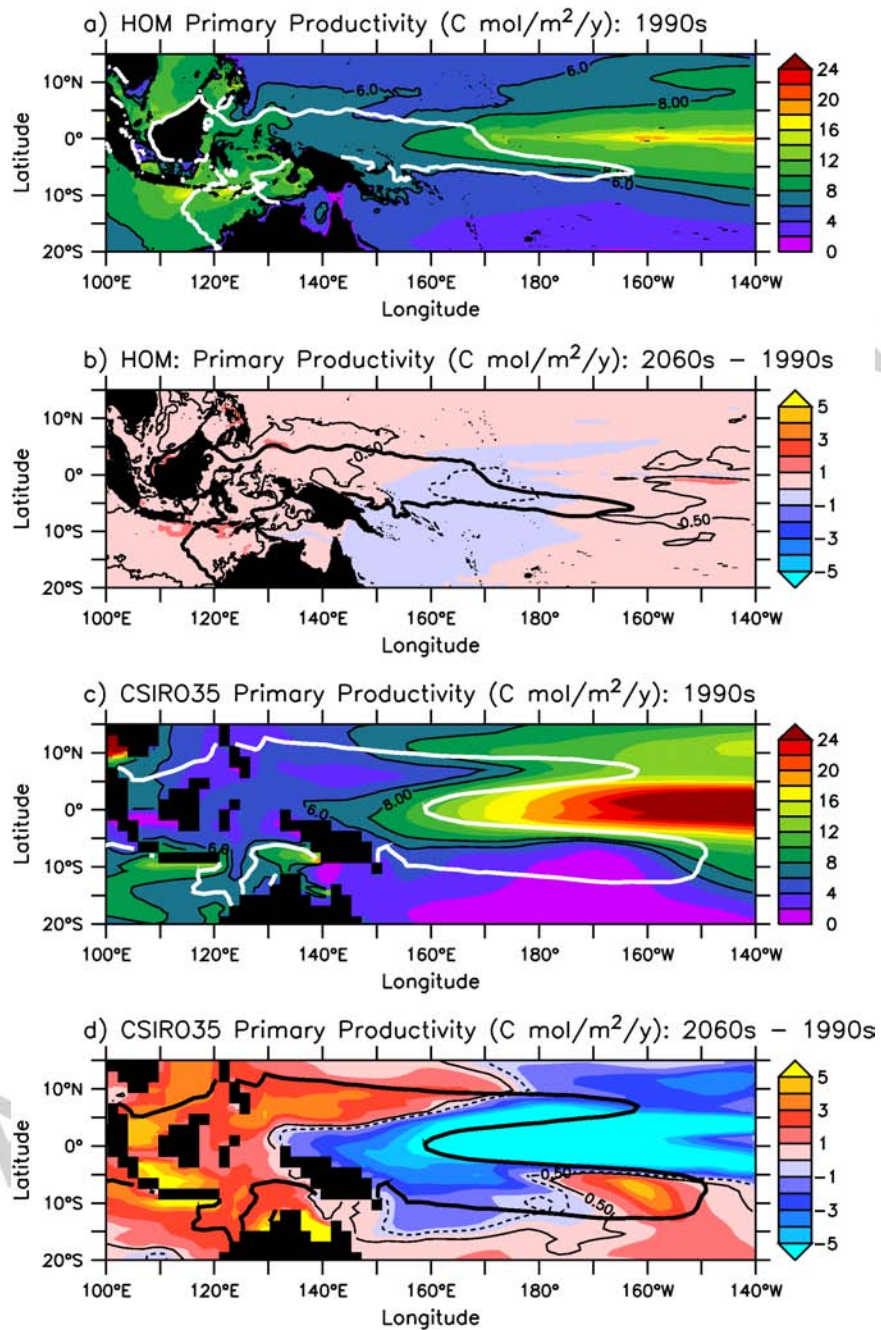 a) HOM Primary Productivity (C mol/m²/y): 1990s
10°N
0°
10°S
20°S
Latitude
6.0
8.00
6.0
24
20
16
12
8
4
0
100°E 120°E 140°E 160°E 180° 160°W 140°W
Longitude
b) HOM: Primary Productivity (C mol/m²/y): 2060s − 1990s
10°N
0°
10°S
20°S
Latitude
0.50
0.50
5
3
1
−1
−3
−5
100°E 120°E 140°E 160°E 180° 160°W 140°W
Longitude
c) CSIRO35 Primary Productivity (C mol/m²/y): 1990s
10°N
0°
10°S
20°S
Latitude
6.0
8.00
6.0
24
20
16
12
8
4
0
100°E 120°E 140°E 160°E 180° 160°W 140°W
Longitude
d) CSIRO35 Primary Productivity (C mol/m²/y): 2060s − 1990s
10°N
0°
10°S
20°S
Latitude
−0.50
0.50
5
3
1
−1
−3
−5
100°E 120°E 140°E 160°E 180° 160°W 140°W
Longitude